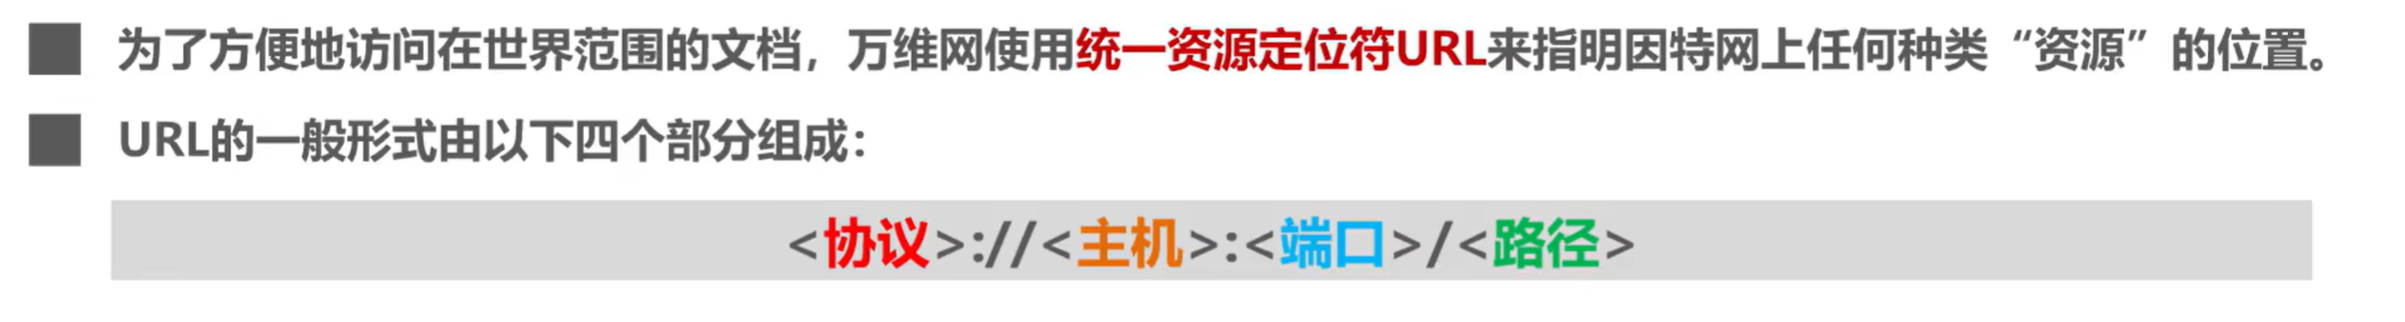 为了方便地访问在世界范围的文档，万维网使用统一资源定位符URL来指明因特网上任何种类“资源”的位置。
URL的一般形式由以下四个部分组成：
<协议>://<主机>:<端口>/<路径>